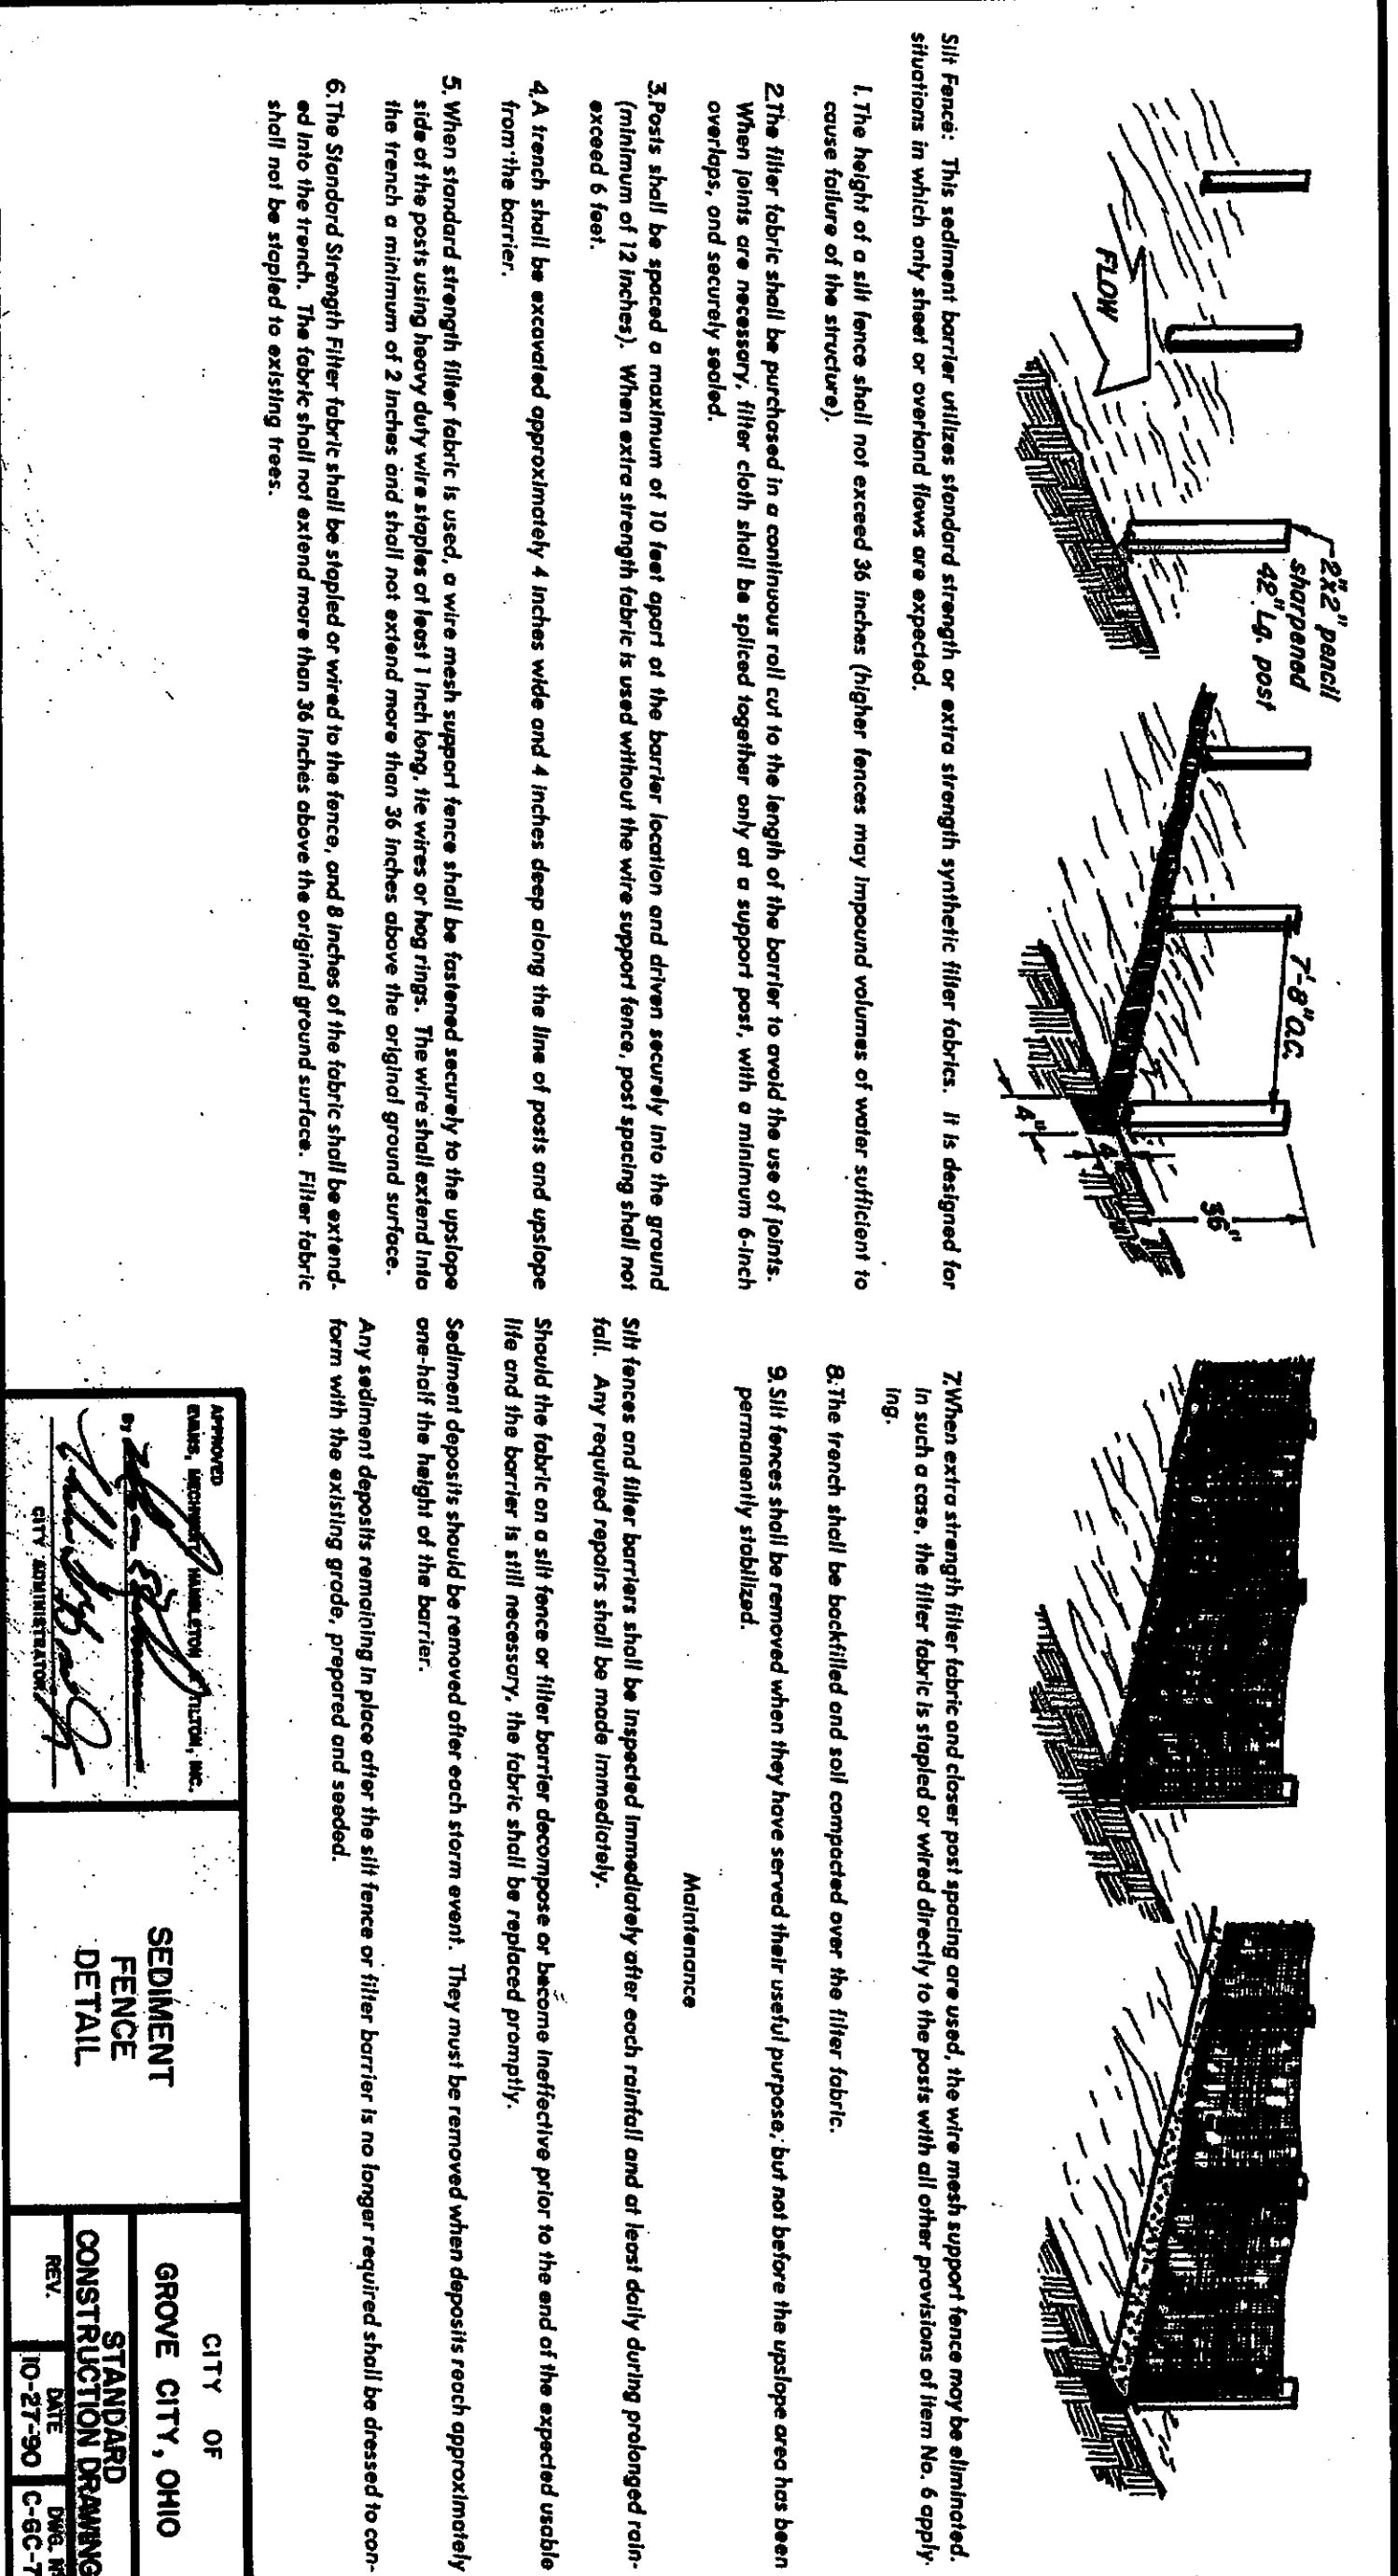 2"x2" pencil
sharpened
42" Lg. post
FLOW
7'-8" O.C.
4"
4"
36"
Silt Fence: This sediment barrier utilizes standard strength or extra strength synthetic filter fabrics. It is designed for
situations in which only sheet or overland flows are expected.
1. The height of a silt fence shall not exceed 36 inches (higher fences may impound volumes of water sufficient to
cause failure of the structure).
2. The filter fabric shall be purchased in a continuous roll cut to the length of the barrier to avoid the use of joints.
When joints are necessary, filter cloth shall be spliced together only at a support post, with a minimum 6-inch
overlaps, and securely sealed.
3. Posts shall be spaced a maximum of 10 feet apart at the barrier location and driven securely into the ground
(minimum of 12 inches). When extra strength fabric is used without the wire support fence, post spacing shall not
exceed 6 feet.
4. A trench shall be excavated approximately 4 inches wide and 4 inches deep along the line of posts and upslope
from the barrier.
5. When standard strength filter fabric is used, a wire mesh support fence shall be fastened securely to the upslope
side of the posts using heavy duty wire staples at least 1 inch long, tie wires or hog rings. The wire shall extend into
the trench a minimum of 2 inches and shall not extend more than 36 inches above the original ground surface.
6. The Standard Strength Filter fabric shall be stapled or wired to the fence, and 8 inches of the fabric shall be extend-
ed into the trench. The fabric shall not extend more than 36 inches above the original ground surface. Filter fabric
shall not be stapled to existing trees.
7. When extra strength filter fabric and closer post spacing are used, the wire mesh support fence may be eliminated.
In such a case, the filter fabric is stapled or wired directly to the posts with all other provisions of item No. 6 apply-
ing.
8. The trench shall be backfilled and soil compacted over the filter fabric.
9. Silt fences shall be removed when they have served their useful purpose, but not before the upslope area has been
permanently stabilized.
Maintenance
Silt fences and filter barriers shall be inspected immediately after each rainfall and at least daily during prolonged rain-
fall. Any required repairs shall be made immediately.
Should the fabric on a silt fence or filter barrier decompose or become ineffective prior to the end of the expected usable
life and the barrier is still necessary, the fabric shall be replaced promptly.
Sediment deposits should be removed after each storm event. They must be removed when deposits reach approximately
one-half the height of the barrier.
Any sediment deposits remaining in place after the silt fence or filter barrier is no longer required shall be dressed to con-
form with the existing grade, prepared and seeded.
APPROVED
EVANS, MECHWART, HAMBLETON & TILTON, INC.
By
CITY ADMINISTRATOR
SEDIMENT
FENCE
DETAIL
CITY OF
GROVE CITY, OHIO
STANDARD
CONSTRUCTION DRAWING
REV.
DATE
10-27-90
DWG.
C-GC-7